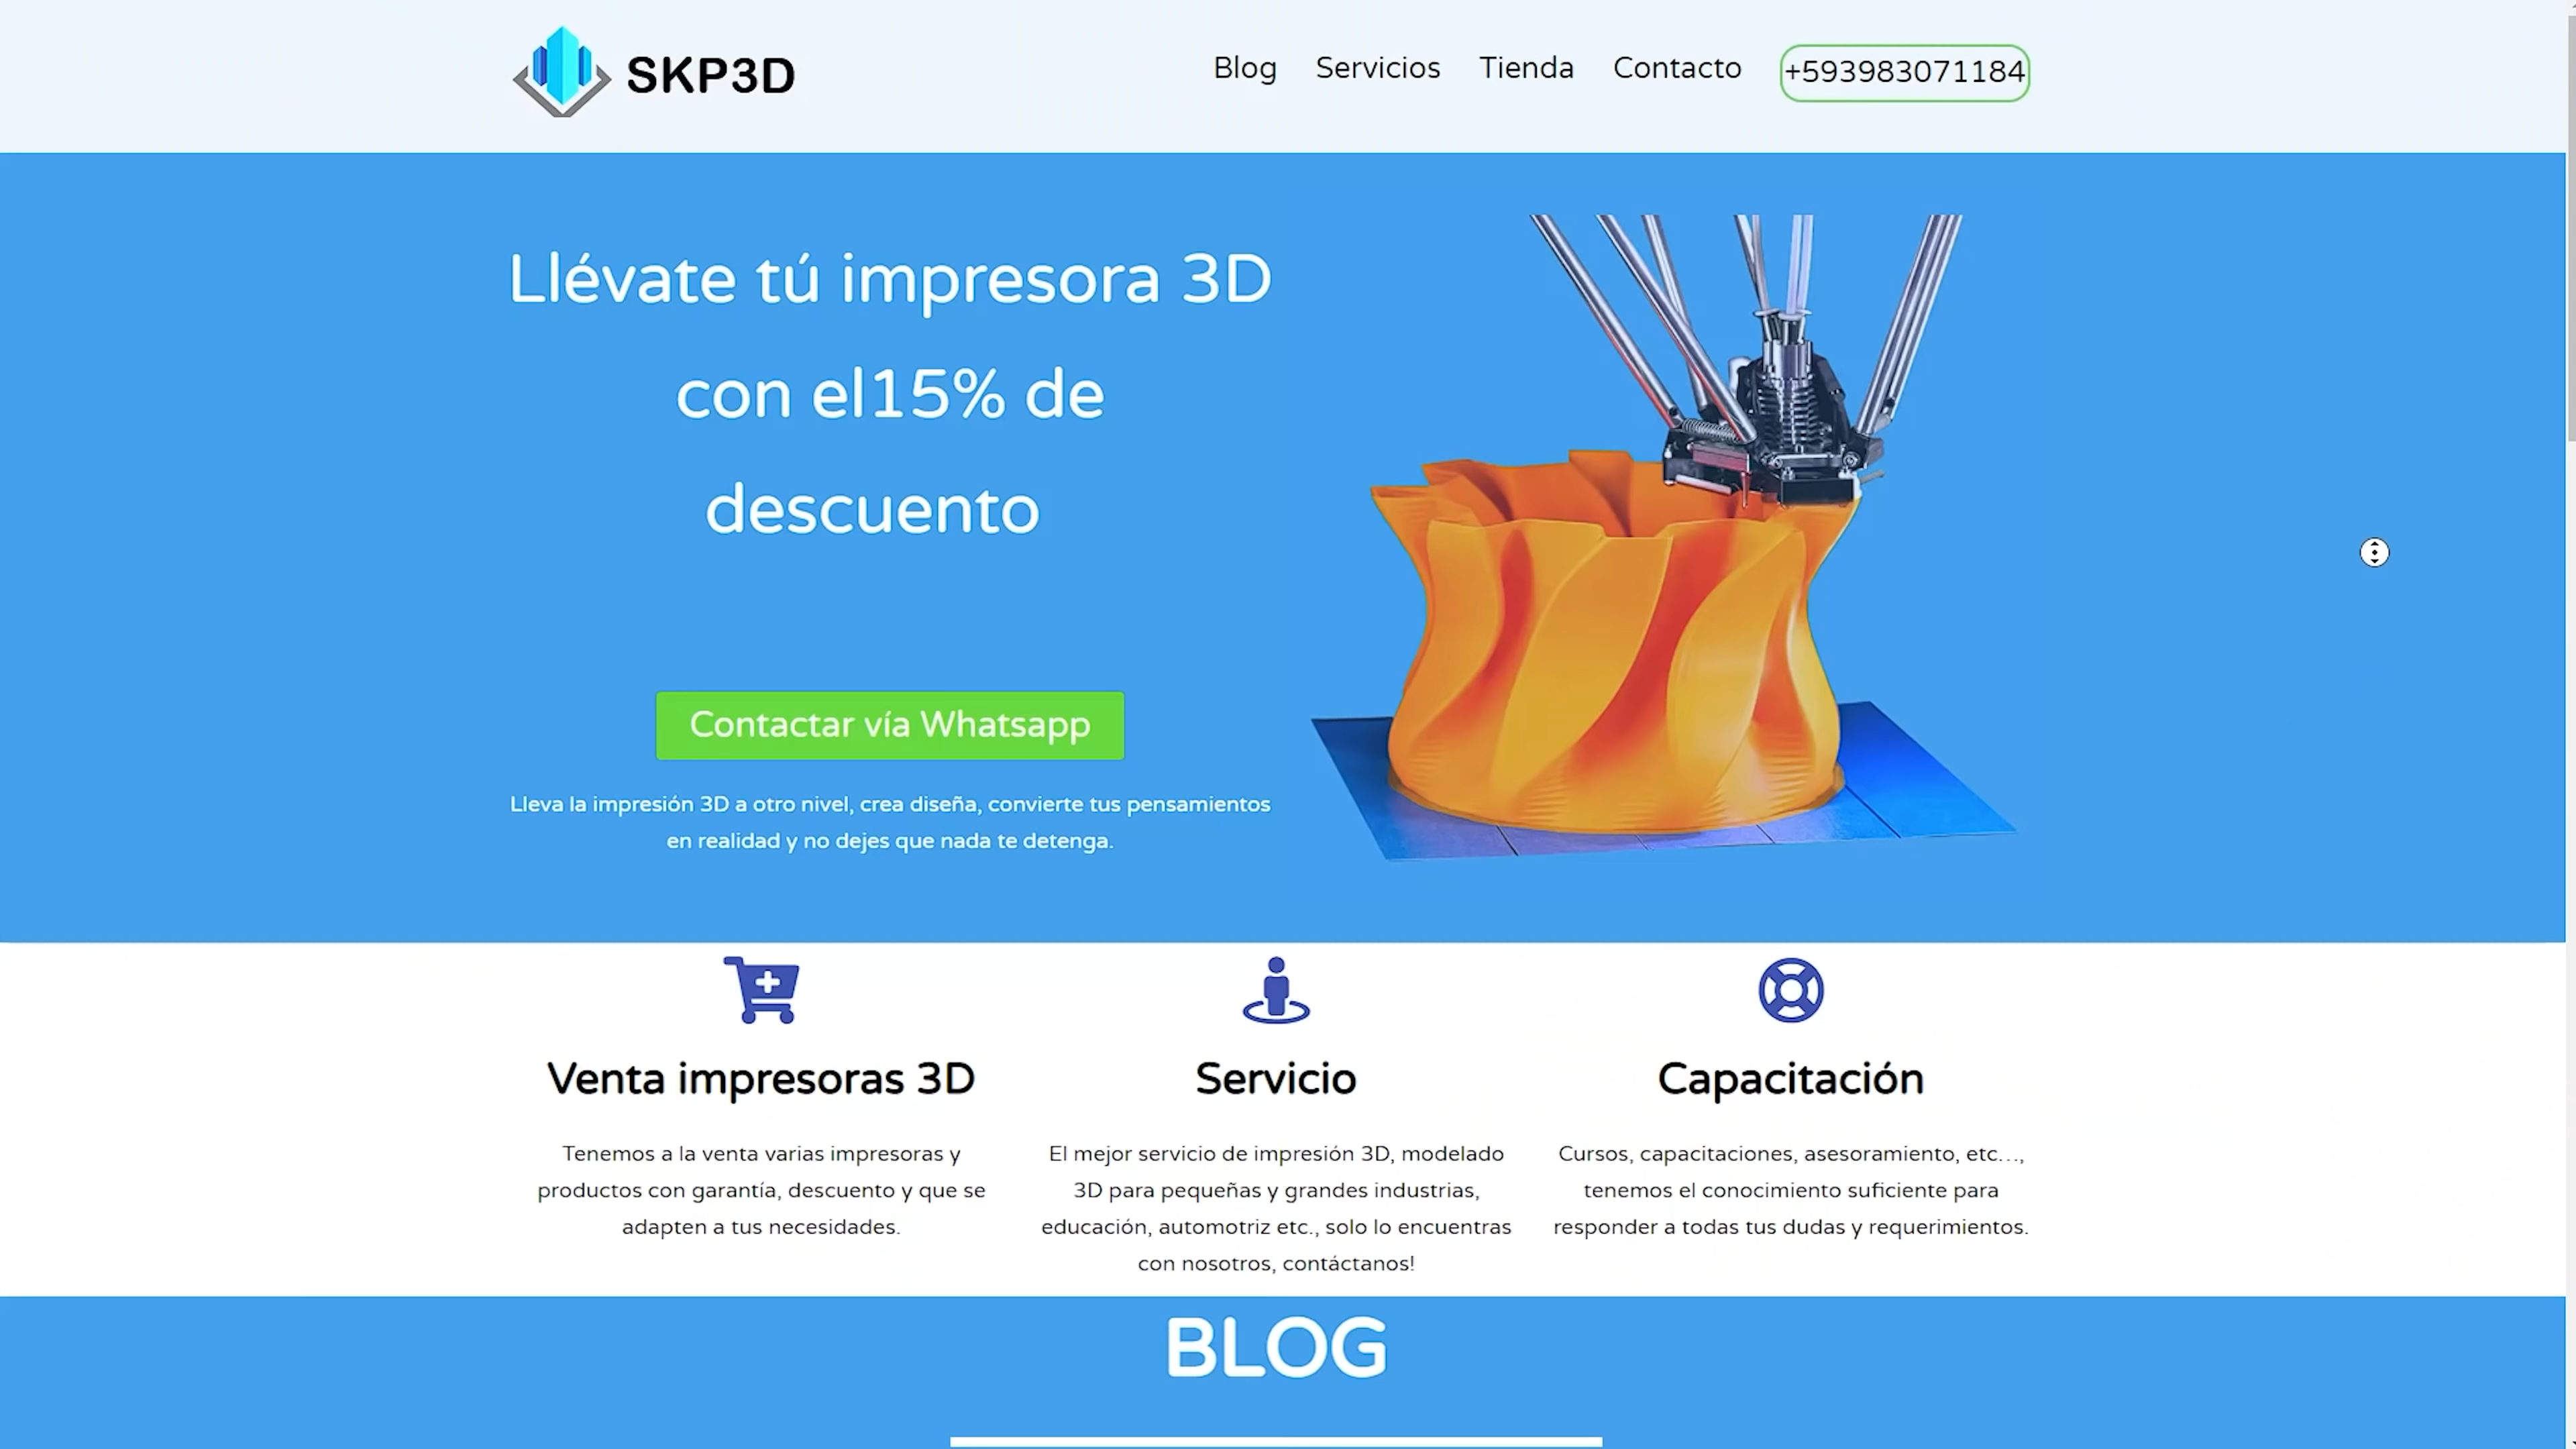 SKP3D
Blog Servicios Tienda Contacto +593983071184
Llévate tú impresora 3D
con el15% de
descuento
Contactar vía Whatsapp
Lleva la impresión 3D a otro nivel, crea diseña, convierte tus pensamientos
en realidad y no dejes que nada te detenga.
Venta impresoras 3D
Tenemos a la venta varias impresoras y
productos con garantía, descuento y que se
adapten a tus necesidades.
Servicio
El mejor servicio de impresión 3D, modelado
3D para pequeñas y grandes industrias,
educación, automotriz etc., solo lo encuentras
con nosotros, contáctanos!
Capacitación
Cursos, capacitaciones, asesoramiento, etc...,
tenemos el conocimiento suficiente para
responder a todas tus dudas y requerimientos.
BLOG